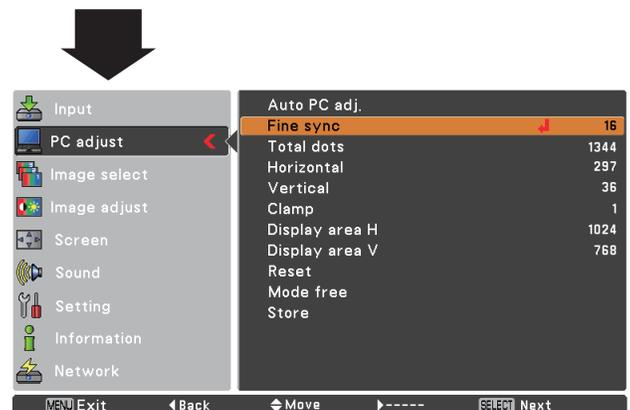 Input
PC adjust
Image select
Image adjust
Screen
Sound
Setting
Information
Network
Auto PC adj.
Fine sync 16
Total dots 1344
Horizontal 297
Vertical 36
Clamp 1
Display area H 1024
Display area V 768
Reset
Mode free
Store
MENU Exit ◀Back ◆Move ▶----- SELECT Next